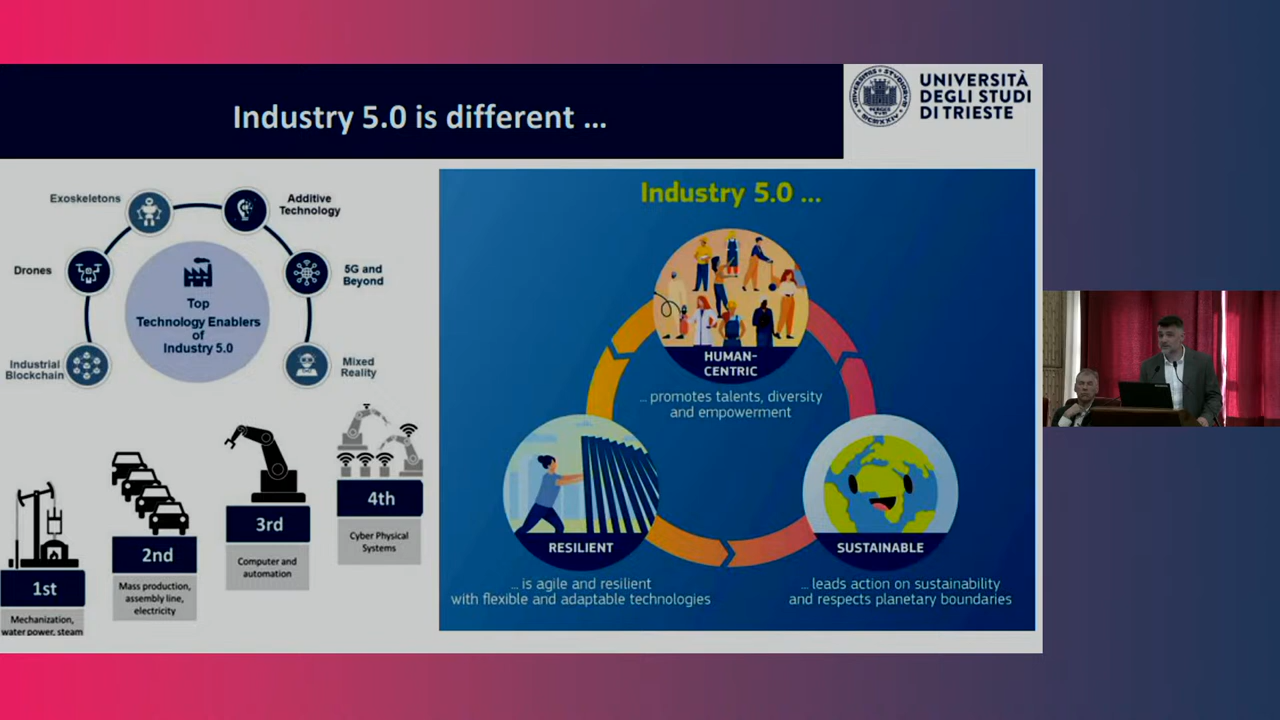 Industry 5.0 is different ...
UNIVERSITÀ
DEGLI STUDI
DI TRIESTE
Exoskeletons
Additive
Technology
Drones
5G and
Beyond
Top
Technology Enablers
of
Industry 5.0
Industrial
Blockchain
Mixed
Reality
1st
Mechanization,
water power, steam
2nd
Mass production,
assembly line,
electricity
3rd
Computer and
automation
4th
Cyber Physical
Systems
Industry 5.0 ...
HUMAN-
CENTRIC
... promotes talents, diversity
and empowerment
RESILIENT
... is agile and resilient
with flexible and adaptable technologies
SUSTAINABLE
... leads action on sustainability
and respects planetary boundaries